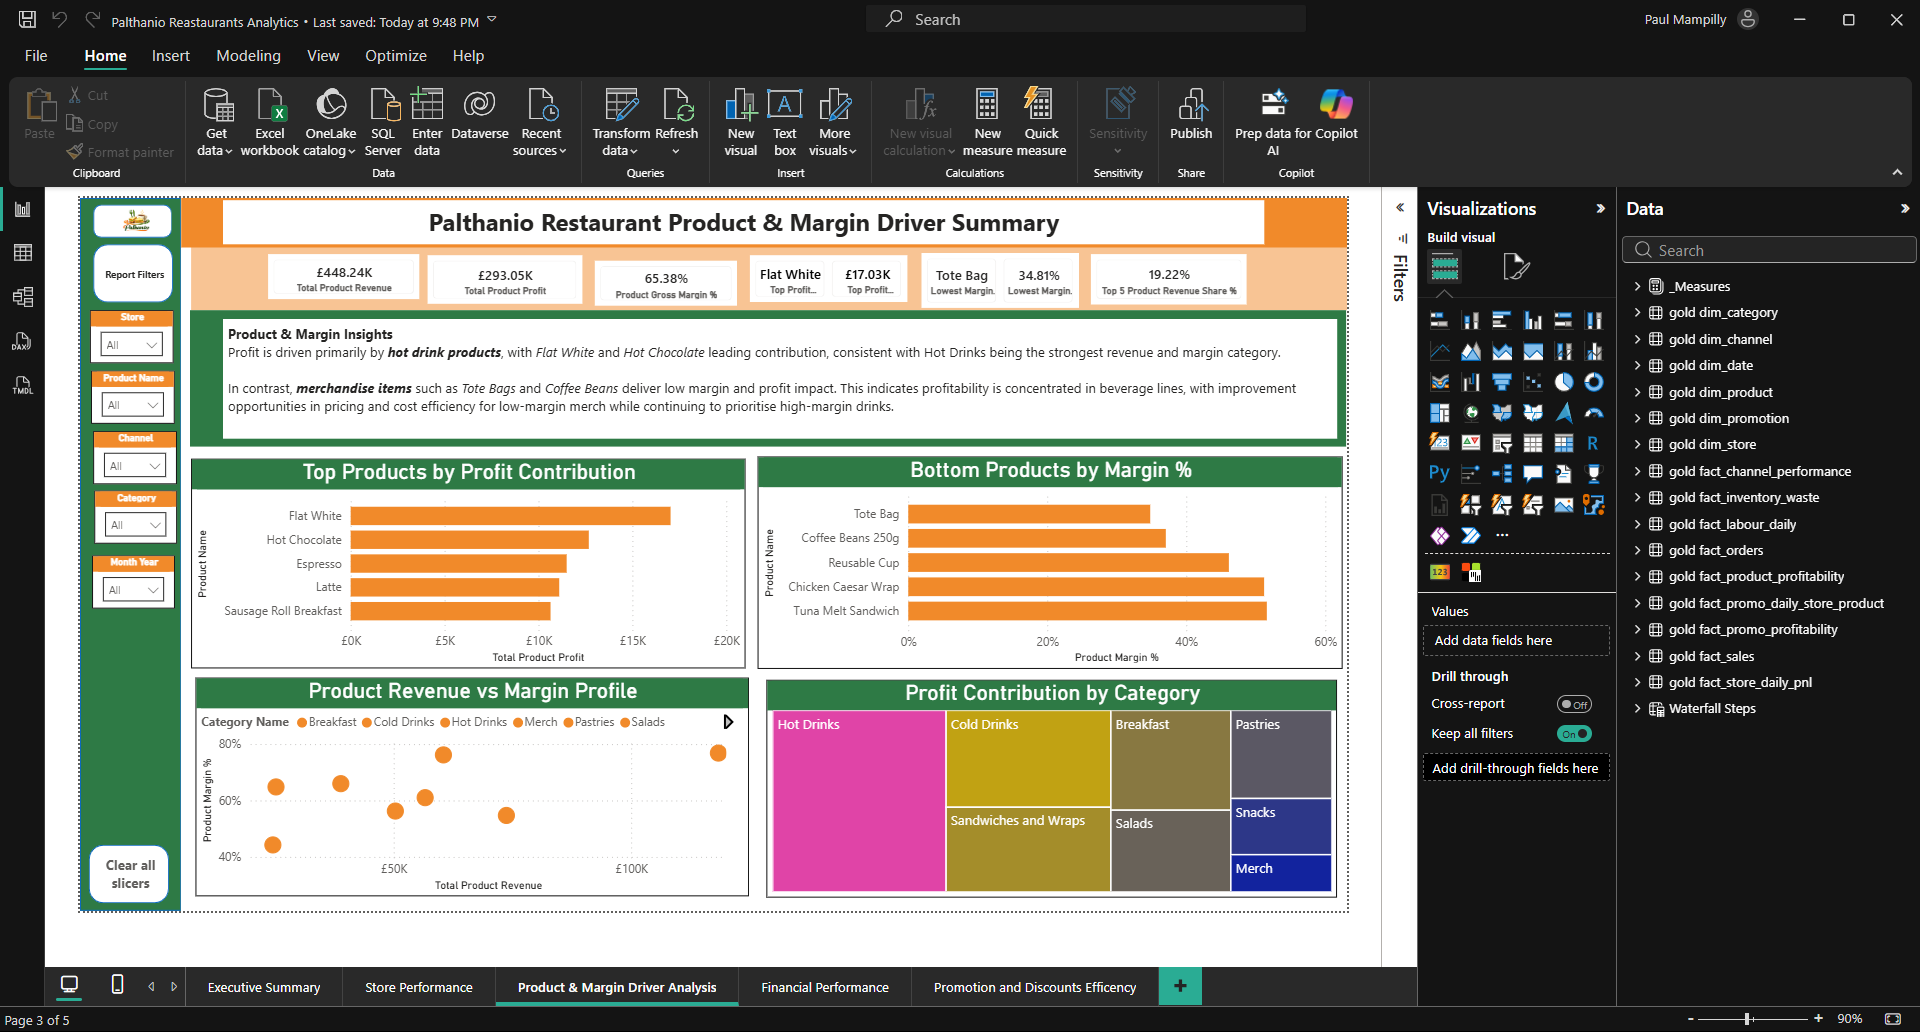 Palthanio Reastaurants Analytics • Last saved: Today at 9:48 PM
Search
Paul Mampilly
File
Home
Insert
Modeling
View
Optimize
Help
Paste
Cut
Copy
Format painter
Clipboard
Get data
Excel workbook
OneLake catalog
SQL Server
Enter data
Dataverse
Recent sources
Data
Transform data
Refresh
Queries
New visual
Text box
More visuals
Insert
New visual calculation
New measure
Quick measure
Calculations
Sensitivity
Sensitivity
Publish
Share
Prep data for AI
Copilot
Copilot
DAX
TMDL
Palthanio
Report Filters
Store
All
Product Name
All
Channel
All
Category
All
Month Year
All
Clear all
slicers
Palthanio Restaurant Product & Margin Driver Summary
£448.24K
Total Product Revenue
£293.05K
Total Product Profit
65.38%
Product Gross Margin %
Flat White
Top Profit...
£17.03K
Top Profit...
Tote Bag
Lowest Margin.
34.81%
Lowest Margin.
19.22%
Top 5 Product Revenue Share %
Product & Margin Insights
Profit is driven primarily by hot drink products, with Flat White and Hot Chocolate leading contribution, consistent with Hot Drinks being the strongest revenue and margin category.
In contrast, merchandise items such as Tote Bags and Coffee Beans deliver low margin and profit impact. This indicates profitability is concentrated in beverage lines, with improvement
opportunities in pricing and cost efficiency for low-margin merch while continuing to prioritise high-margin drinks.
Top Products by Profit Contribution
Product Name
Flat White
Hot Chocolate
Espresso
Latte
Sausage Roll Breakfast
£0K
£5K
£10K
£15K
£20K
Total Product Profit
Bottom Products by Margin %
Product Name
Tote Bag
Coffee Beans 250g
Reusable Cup
Chicken Caesar Wrap
Tuna Melt Sandwich
0%
20%
40%
60%
Product Margin %
Product Revenue vs Margin Profile
Category Name
Breakfast
Cold Drinks
Hot Drinks
Merch
Pastries
Salads
Product Margin %
80%
60%
40%
£50K
£100K
Total Product Revenue
Profit Contribution by Category
Hot Drinks
Cold Drinks
Breakfast
Pastries
Sandwiches and Wraps
Salads
Snacks
Merch
Filters
Visualizations
Build visual
123
R
Py
123
Values
Add data fields here
Drill through
Cross-report
Off
Keep all filters
On
Add drill-through fields here
Data
Search
_Measures
gold dim_category
gold dim_channel
gold dim_date
gold dim_product
gold dim_promotion
gold dim_store
gold fact_channel_performance
gold fact_inventory_waste
gold fact_labour_daily
gold fact_orders
gold fact_product_profitability
gold fact_promo_daily_store_product
gold fact_promo_profitability
gold fact_sales
gold fact_store_daily_pnl
Waterfall Steps
Executive Summary
Store Performance
Product & Margin Driver Analysis
Financial Performance
Promotion and Discounts Efficency
Page 3 of 5
90%